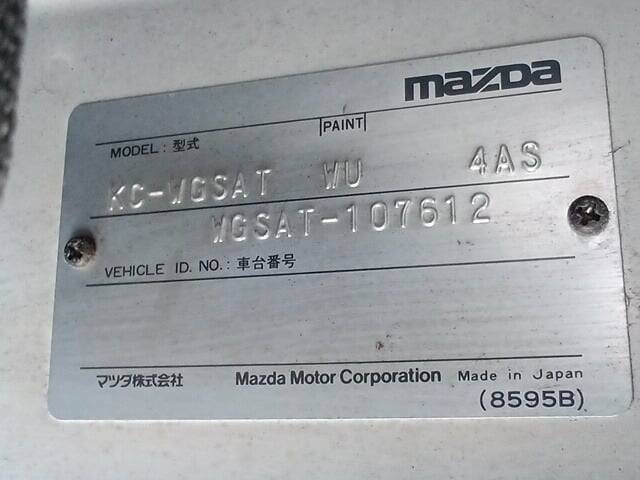 mazda
MODEL : 型式 PAINT
KC-WGSAT WU 4AS
WGSAT-107612
VEHICLE ID. NO. : 車台番号
マツダ株式会社 Mazda Motor Corporation Made in Japan
(8595B)